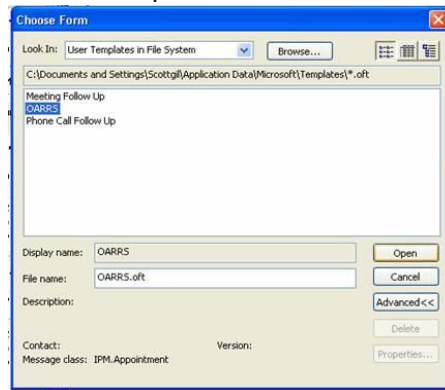 Choose Form
Look In: User Templates in File System Browse...
C:\Documents and Settings\Scottgil\Application Data\Microsoft\Templates\*.oft
Meeting Follow Up
OARRS
Phone Call Follow Up
Display name: OARRS Open
File name: OARRS.oft Cancel
Description: Advanced<<
Delete
Contact: Version:
Message class: IPM.Appointment Properties...